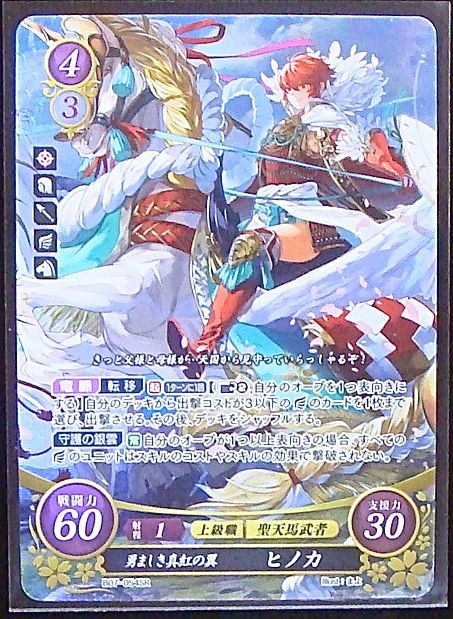 4
3
きっと父様と母様が…天国から見守っていらっしゃるぞ!
竜願 転移 起 1ターンに1回 【 自分のオーブを1つ表向きに
する】自分のデッキから出撃コストが3以下の のカードを1枚まで
選び、出撃させる。その後、デッキをシャッフルする。
守護の銀雲 常 自分のオーブが1つ以上表向きの場合、すべての
のユニットはスキルのコストやスキルの効果で撃破されない。
戦闘力
60
射程 1 上級職 聖天馬武者
支援力
30
勇ましき真紅の翼 ヒノカ
B07-054SR
Illust:まよ